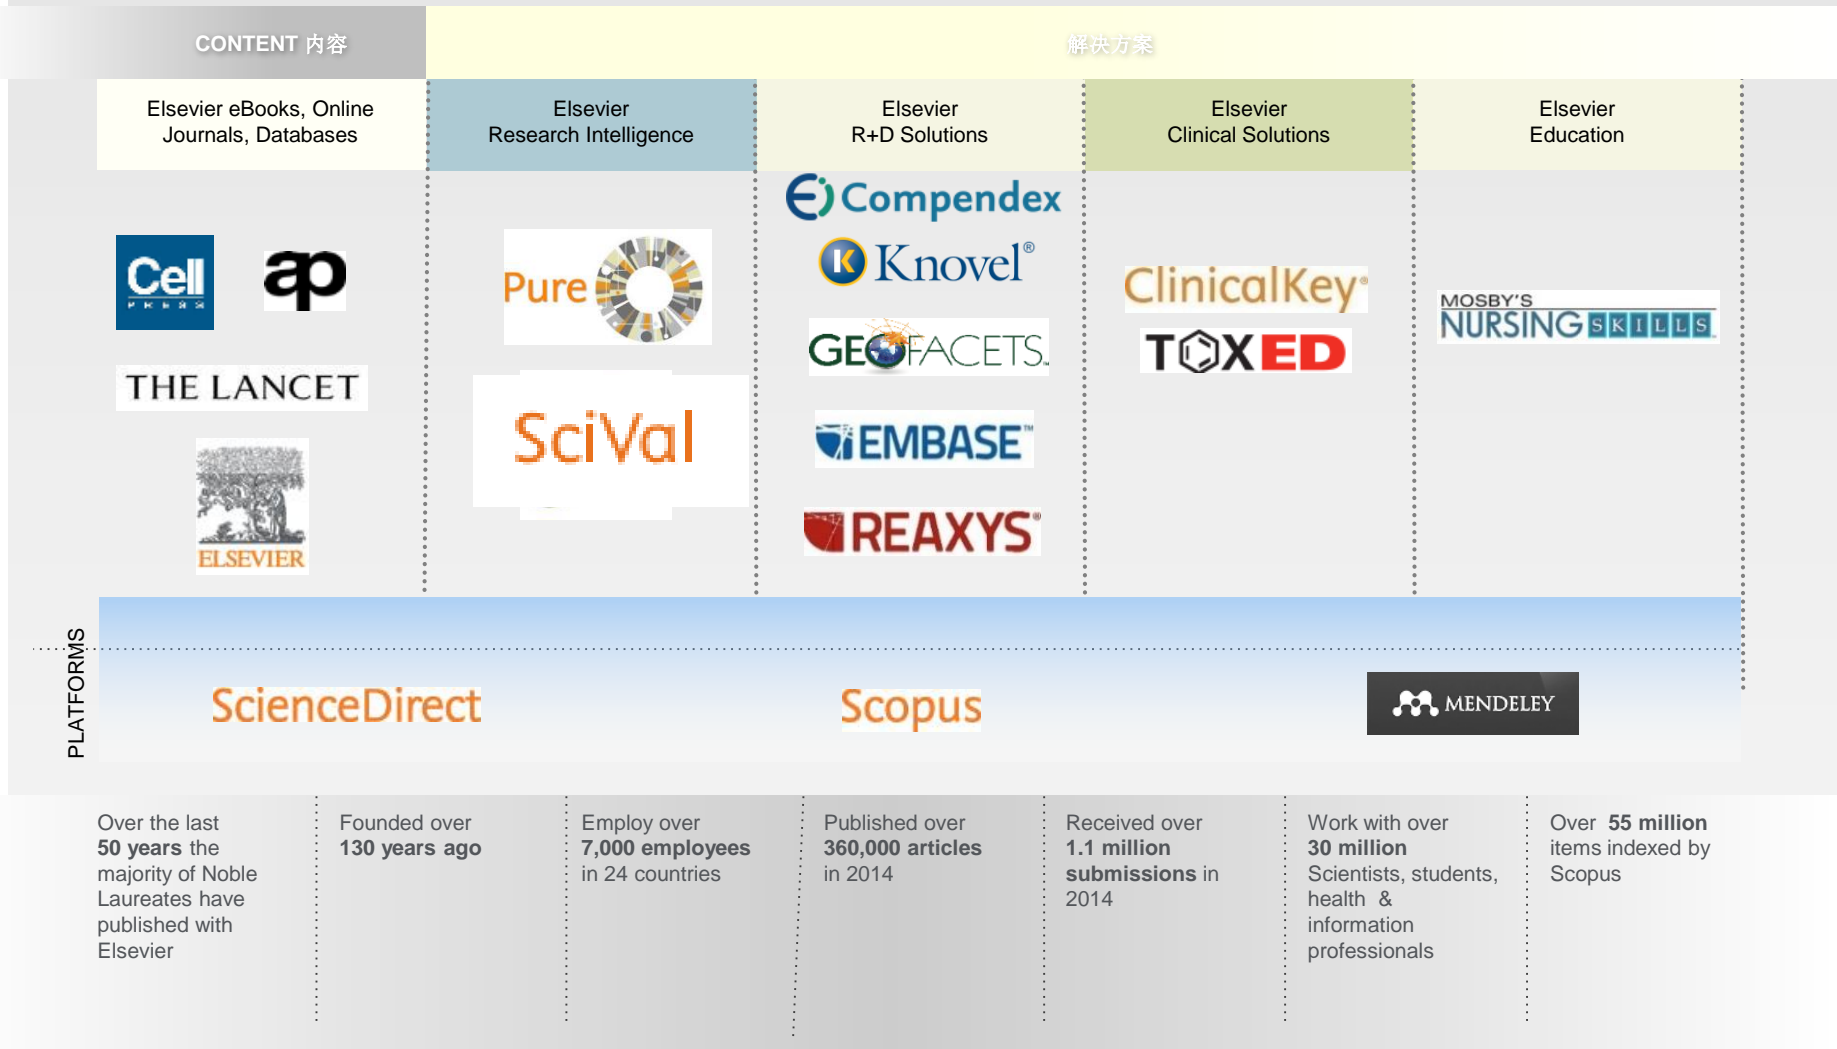 CONTENT 内容
解决方案
Elsevier eBooks, Online
Journals, Databases
Elsevier
Research Intelligence
Elsevier
R+D Solutions
Elsevier
Clinical Solutions
Elsevier
Education
Cell
PRESS
ap
THE LANCET
ELSEVIER
Pure
SciVal
Ei Compendex
K Knovel®
GEOFACETS™
EMBASE™
REAXYS®
ClinicalKey®
TOXED
MOSBY'S
NURSING SKILLS
PLATFORMS
ScienceDirect
Scopus
MENDELEY
Over the last
50 years the
majority of Noble
Laureates have
published with
Elsevier
Founded over
130 years ago
Employ over
7,000 employees
in 24 countries
Published over
360,000 articles
in 2014
Received over
1.1 million
submissions in
2014
Work with over
30 million
Scientists, students,
health &
information
professionals
Over 55 million
items indexed by
Scopus